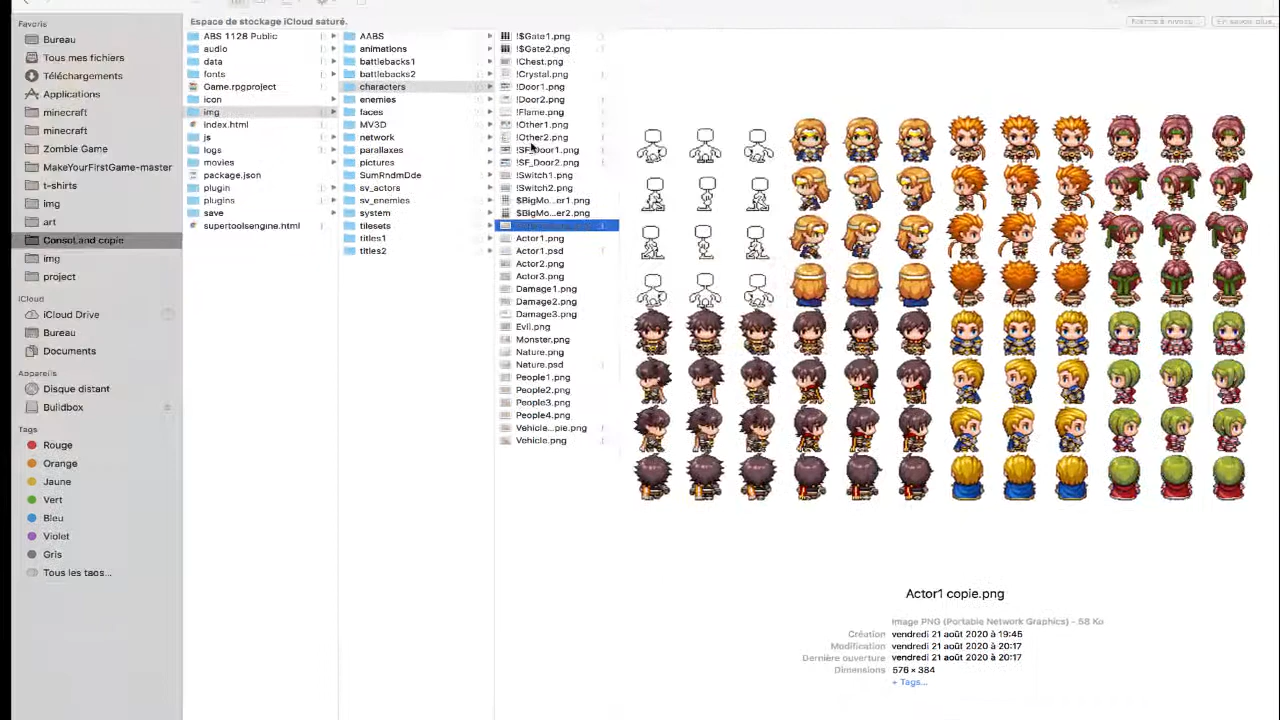 Favoris
Bureau
Tous mes fichiers
Téléchargements
Applications
minecraft
minecraft
Zombie Game
MarFourFirstGame-master
t-shirts
img
art
ConsoLand copie
img
project
iCloud
iCloud Drive
Bureau
Documents
Appareils
Disque distant
Buildbox
Tags
Rouge
Orange
Jaune
Vert
Bleu
Violet
Gris
Tous les tags...
Espace de stockage iCloud saturé.
En savoir plus...
ABS 1128 Public
audio
data
fonts
Game.rpgproject
icon
img
index.html
js
logs
movies
package.json
plugin
plugins
save
supertoolsengine.html
AABS
animations
battlebacks1
battlebacks2
characters
enemies
faces
MV3D
network
parallaxes
pictures
SumRndmDde
sv_actors
sv_enemies
system
tilesets
titles1
titles2
!$Gate1.png
!$Gate2.png
!Chest.png
!Crystal.png
!Door1.png
!Door2.png
!Flame.png
!Other1.png
!Other2.png
!SF_Door1.png
!SF_Door2.png
!Switch1.png
!Switch2.png
$BigMo...er1.png
$BigMo...er2.png
Actor1.png
Actor1.psd
Actor2.png
Actor3.png
Damage1.png
Damage2.png
Damage3.png
Evil.png
Monster.png
Nature.png
Nature.psd
People1.png
People2.png
People3.png
People4.png
Vehicle...pie.png
Vehicle.png
Actor1 copie.png
Image PNG (Portable Network Graphics) - 58 Ko
Création vendredi 21 août 2020 à 19:45
Modification vendredi 21 août 2020 à 20:17
Dernière ouverture vendredi 21 août 2020 à 20:17
Dimensions 576 × 384
+ Tags...